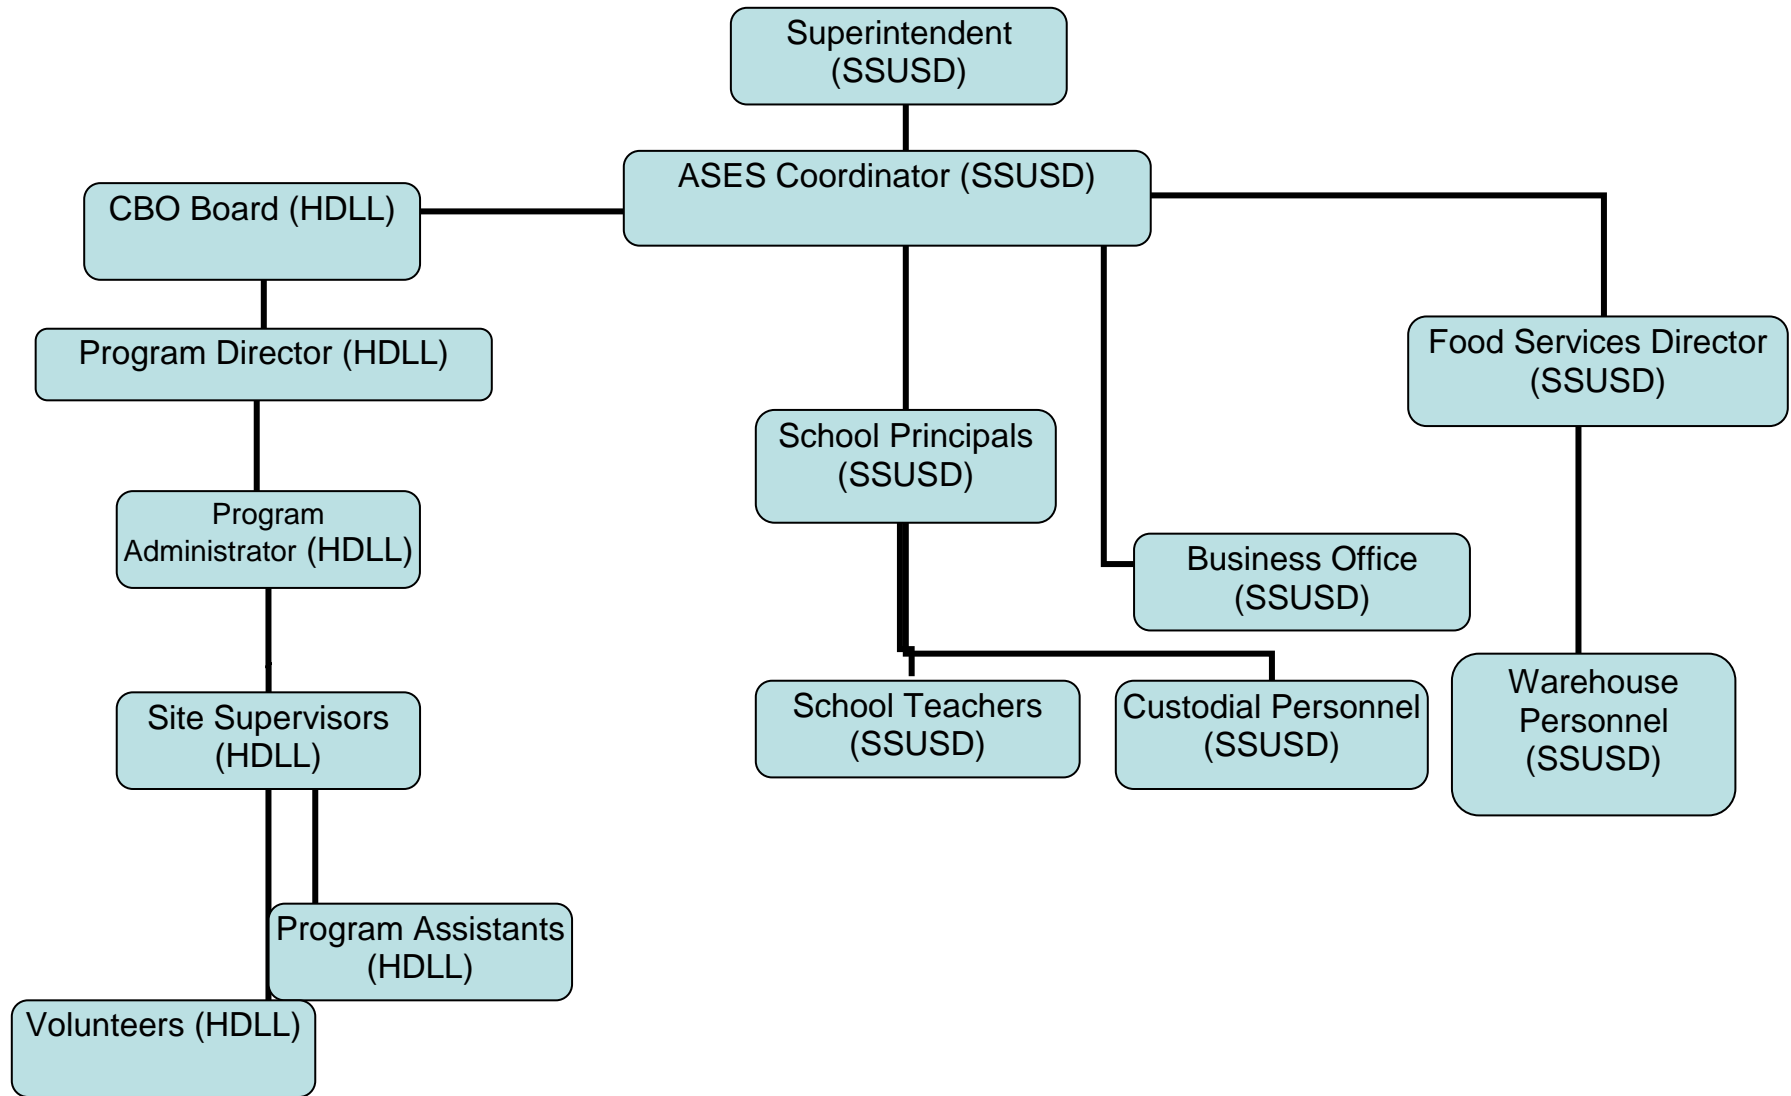 Superintendent
(SSUSD)
ASES Coordinator (SSUSD)
CBO Board (HDLL)
Program Director (HDLL)
Food Services Director
(SSUSD)
School Principals
(SSUSD)
Program
Administrator (HDLL)
Business Office
(SSUSD)
Site Supervisors
(HDLL)
School Teachers
(SSUSD)
Custodial Personnel
(SSUSD)
Warehouse
Personnel
(SSUSD)
Program Assistants
(HDLL)
Volunteers (HDLL)